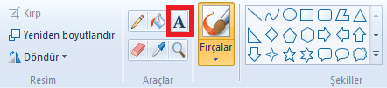 Kırp
Yeniden boyutlandır
Döndür
Resim
A
Araçlar
Fırçalar
Şekiller